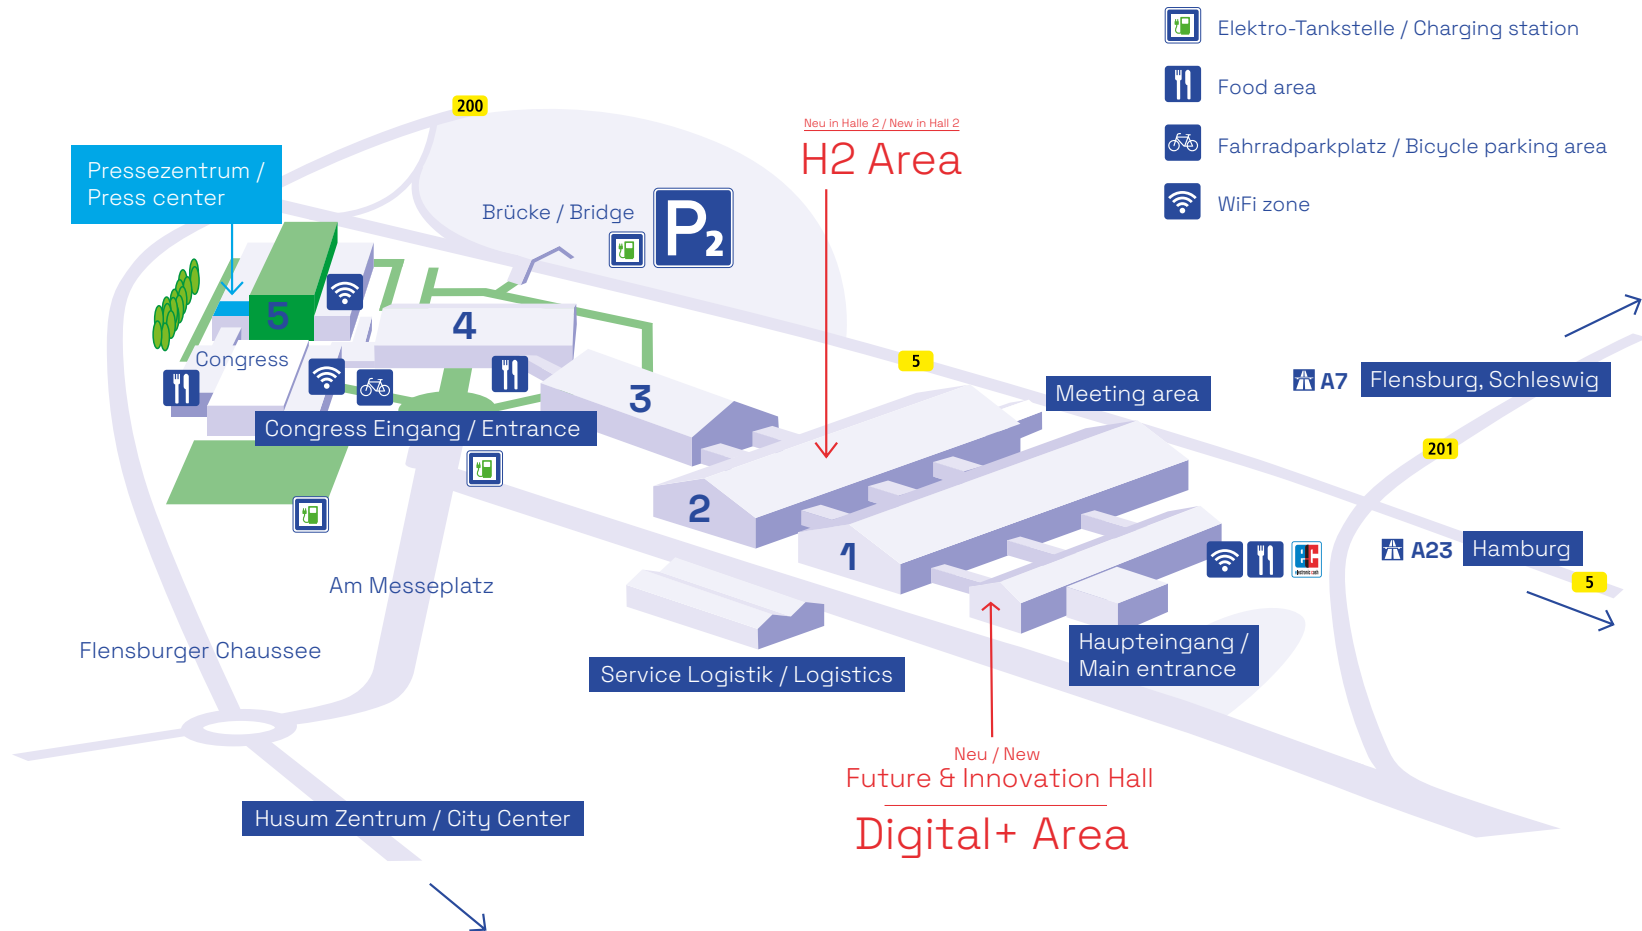 Elektro-Tankstelle / Charging station
Food area
Fahrradparkplatz / Bicycle parking area
WiFi zone
200
Neu in Halle 2 / New in Hall 2
H2 Area
Pressezentrum /
Press center
Brücke / Bridge
P2
5
4
Congress
3
5
Meeting area
A7
Flensburg, Schleswig
Congress Eingang / Entrance
201
2
1
A23
Hamburg
5
ec
electronic cash
Am Messeplatz
Flensburger Chaussee
Service Logistik / Logistics
Haupteingang /
Main entrance
Neu / New
Future & Innovation Hall
Digital+ Area
Husum Zentrum / City Center